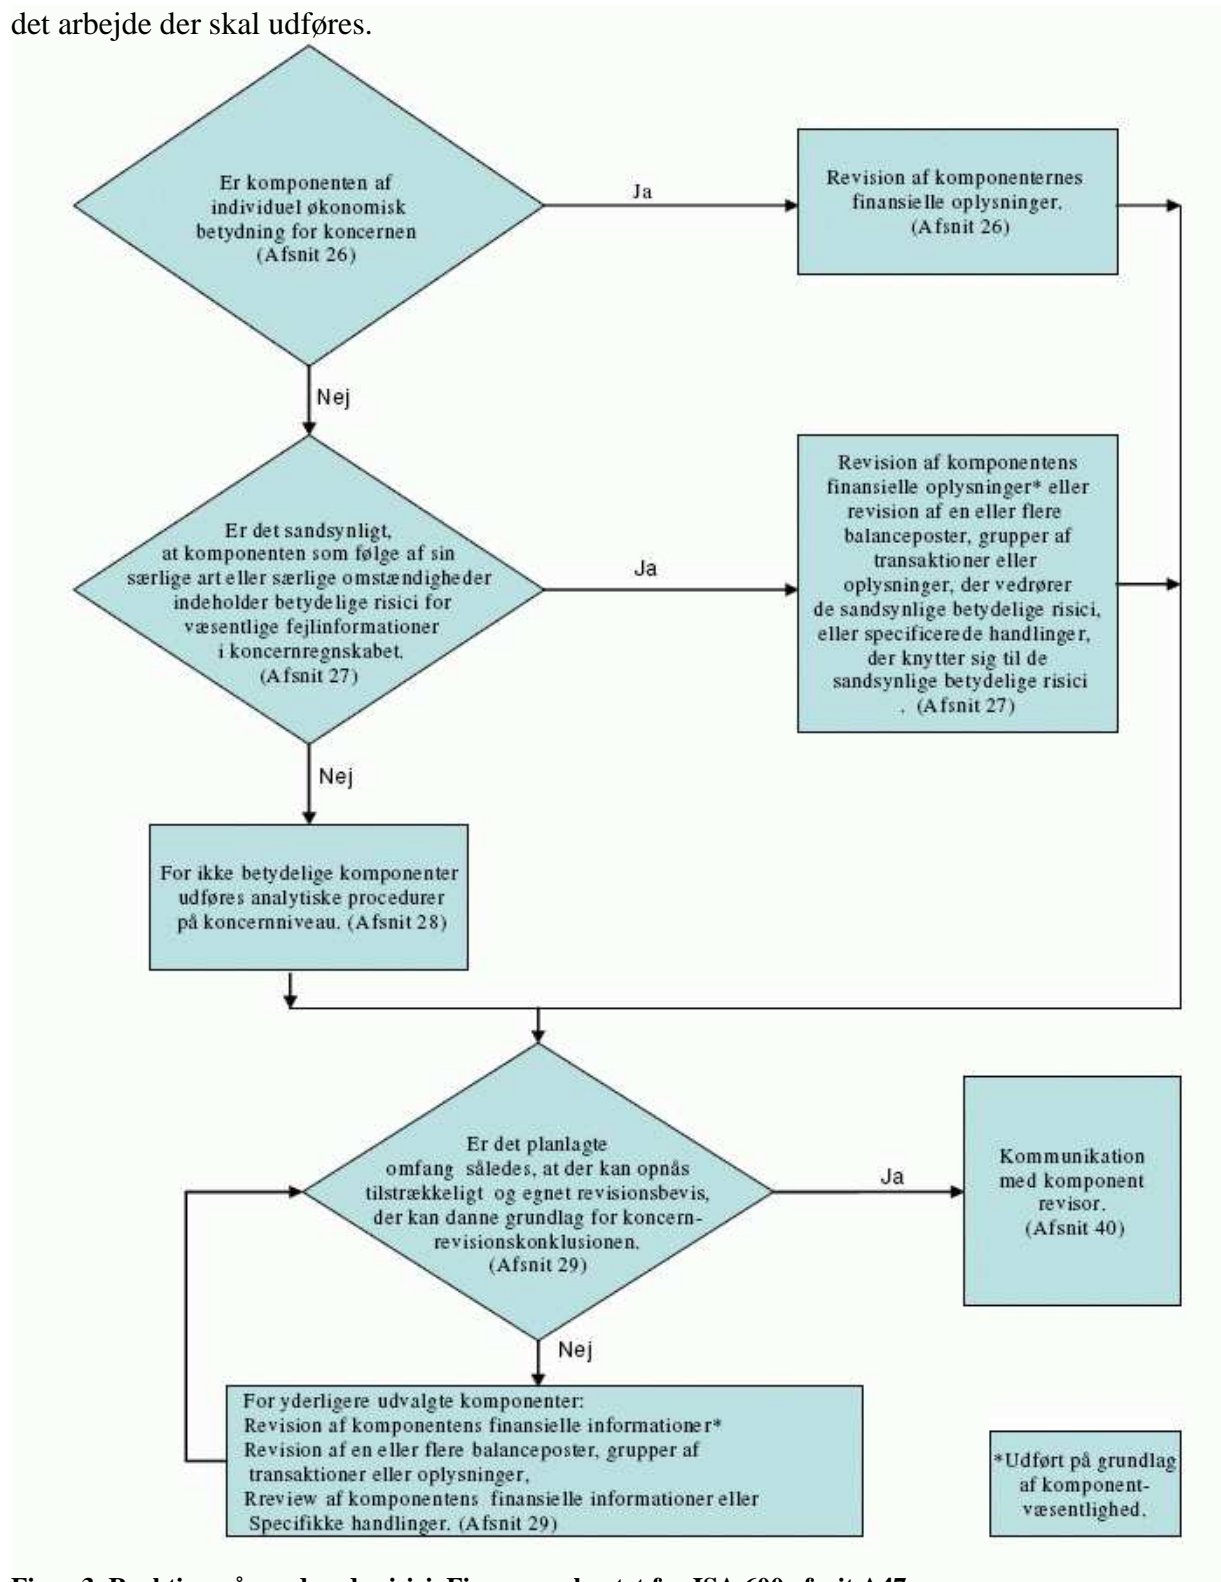 det arbejde der skal udføres.
Er komponenten af
individuel økonomisk
betydning for koncernen
(Afsnit 26)
Ja
Revision af komponenternes
finansielle oplysninger.
(Afsnit 26)
Nej
Er det sandsynligt,
at komponenten som følge af sin
særlige art eller særlige omstændigheder
indeholder betydelige risici for
væsentlige fejlinformationer
i koncernregnskabet.
(Afsnit 27)
Ja
Revision af komponentens
finansielle oplysninger* eller
revision af en eller flere
balanceposter, grupper af
transaktioner eller
oplysninger, der vedrører
de sandsynlige betydelige risici,
eller specificerede handlinger,
der knytter sig til de
sandsynlige betydelige risici
. (Afsnit 27)
Nej
For ikke betydelige komponenter
udføres analytiske procedurer
på koncernniveau. (Afsnit 28)
Er det planlagte
omfang således, at der kan opnås
tilstrækkeligt og egnet revisionsbevis,
der kan danne grundlag for koncern-
revisionskonklusionen.
(Afsnit 29)
Ja
Kommunikation
med komponent
revisor.
(Afsnit 40)
Nej
For yderligere udvalgte komponenter:
Revision af komponentens finansielle informationer*
Revision af en eller flere balanceposter, grupper af
transaktioner eller oplysninger,
Rreview af komponentens finansielle informationer eller
Specifikke handlinger. (Afsnit 29)
*Udført på grundlag
af komponent-
væsentlighed.